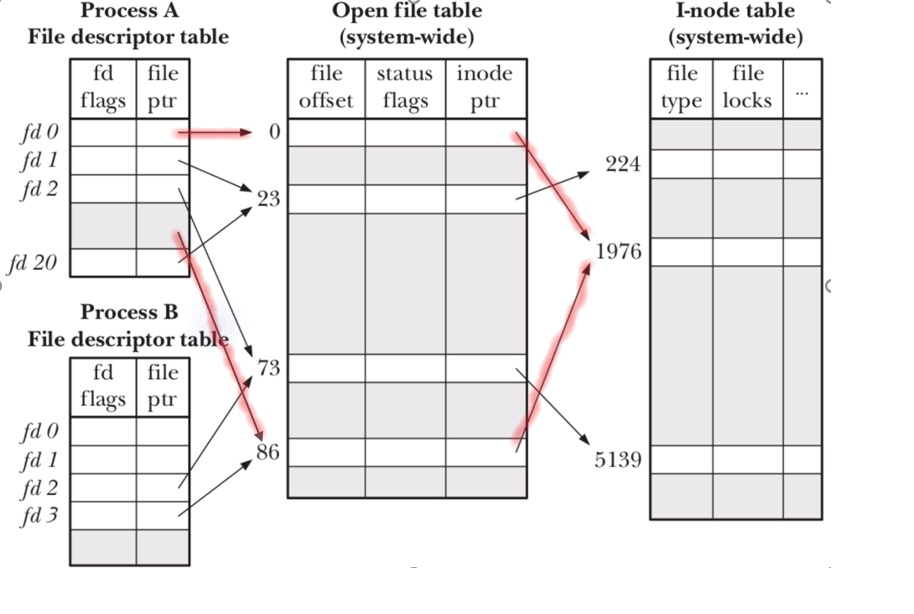 Process A
File descriptor table
fd flags
file ptr
fd 0
fd 1
fd 2
fd 20
Process B
File descriptor table
fd flags
file ptr
fd 0
fd 1
fd 2
fd 3
Open file table
(system-wide)
file offset
status flags
inode ptr
0
23
73
86
I-node table
(system-wide)
file type
file locks
...
224
1976
5139